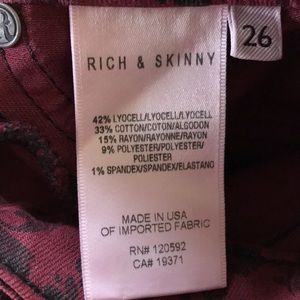 RICH & SKINNY
26
42% LYOCELL/LYOCELL/LYOCELL
33% COTTON/COTON/ALGODON
15% RAYON/RAYONNE/RAYON
9% POLYESTER/POLYESTER/
POLIESTER
1% SPANDEX/SPANDEX/ELASTANO
MADE IN USA
OF IMPORTED FABRIC
RN# 120592
CA# 19371